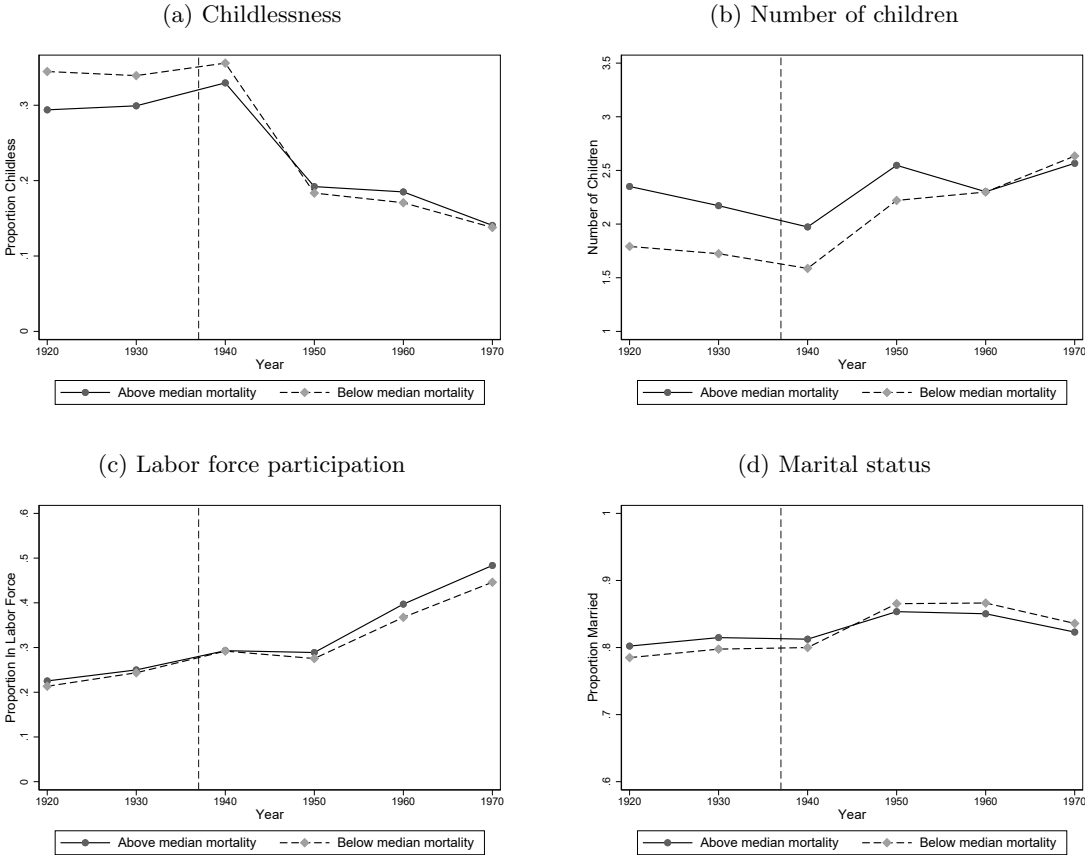 (a) Childlessness
Proportion Childless
0 .1 .2 .3
1920 1930 1940 1950 1960 1970
Year
Above median mortality Below median mortality
(b) Number of children
Number of Children
1 1.5 2 2.5 3 3.5
1920 1930 1940 1950 1960 1970
Year
Above median mortality Below median mortality
(c) Labor force participation
Proportion In Labor Force
0 .1 .2 .3 .4 .5 .6
1920 1930 1940 1950 1960 1970
Year
Above median mortality Below median mortality
(d) Marital status
Proportion Married
.6 .7 .8 .9 1
1920 1930 1940 1950 1960 1970
Year
Above median mortality Below median mortality